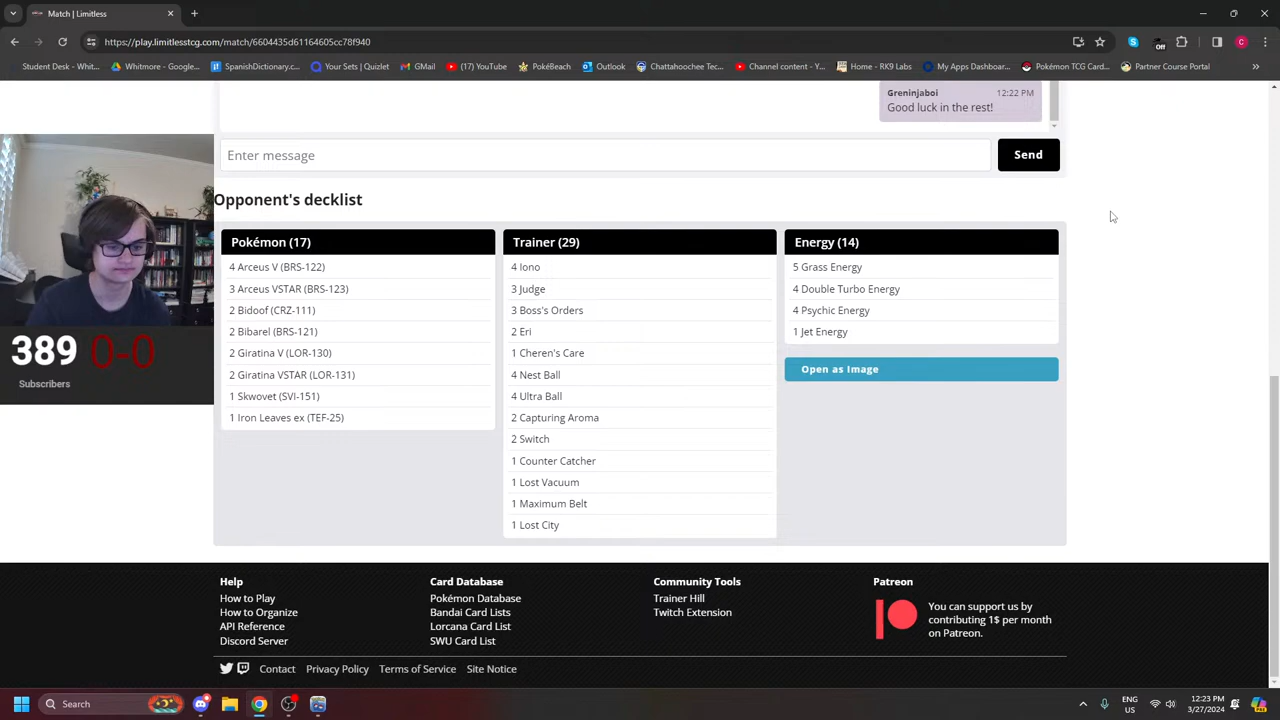 Match | Limitless
https://play.limitlesstcg.com/match/6604435d61164605cc78f940
Student Desk - Whit...
Whitmore - Google...
SpanishDictionary.c...
Your Sets | Quizlet
GMail
(17) YouTube
PokéBeach
Outlook
Chattahoochee Tec...
Channel content - Y...
Home - RK9 Labs
My Apps Dashboar...
Pokémon TCG Card...
Partner Course Portal
Off
Greninjaboi 12:22 PM
Good luck in the rest!
Enter message
Send
Opponent's decklist
Pokémon (17)
4 Arceus V (BRS-122)
3 Arceus VSTAR (BRS-123)
2 Bidoof (CRZ-111)
2 Bibarel (BRS-121)
2 Giratina V (LOR-130)
2 Giratina VSTAR (LOR-131)
1 Skwovet (SVI-151)
1 Iron Leaves ex (TEF-25)
Trainer (29)
4 Iono
3 Judge
3 Boss's Orders
2 Eri
1 Cheren's Care
4 Nest Ball
4 Ultra Ball
2 Capturing Aroma
2 Switch
1 Counter Catcher
1 Lost Vacuum
1 Maximum Belt
1 Lost City
Energy (14)
5 Grass Energy
4 Double Turbo Energy
4 Psychic Energy
1 Jet Energy
Open as Image
389 0-0
Subscribers
Help
How to Play
How to Organize
API Reference
Discord Server
Card Database
Pokémon Database
Bandai Card Lists
Lorcana Card List
SWU Card List
Community Tools
Trainer Hill
Twitch Extension
Patreon
You can support us by
contributing 1$ per month
on Patreon.
Contact
Privacy Policy
Terms of Service
Site Notice
Search
ENG
US
12:23 PM
3/27/2024